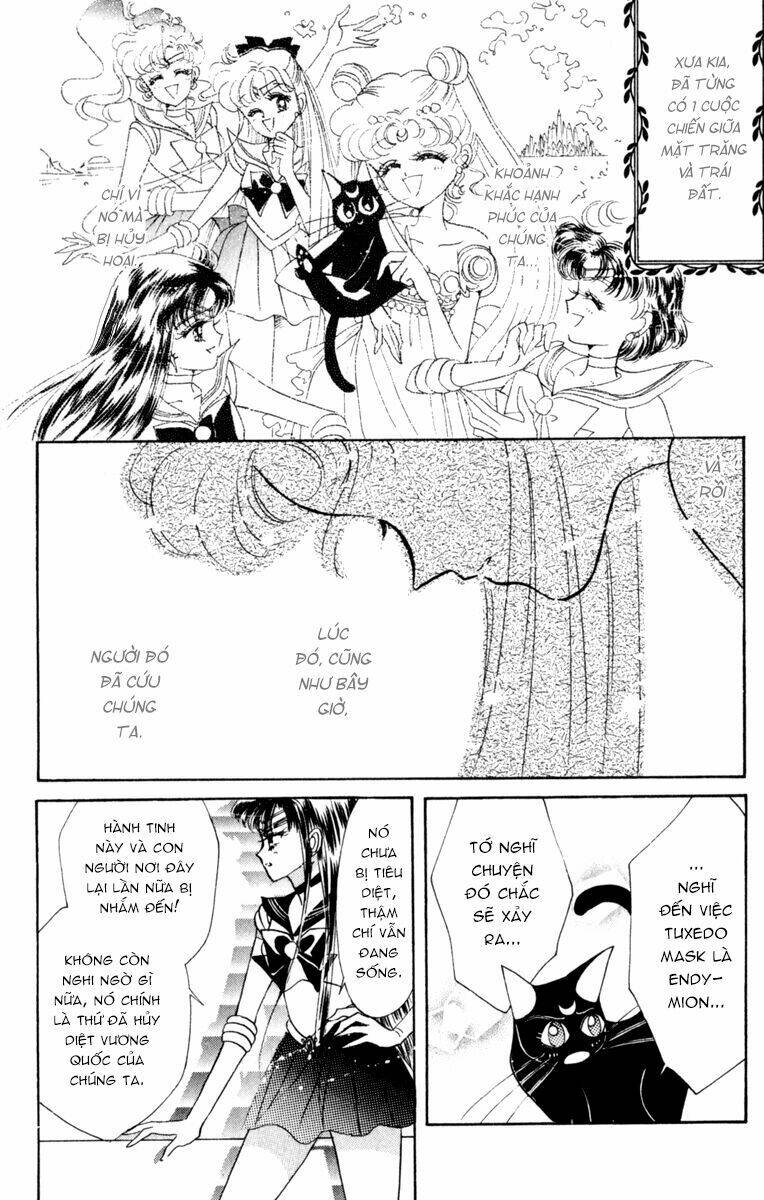 XƯA KIA,
ĐÃ TỪNG
CÓ 1 CUỘC
CHIẾN GIỮA
MẶT TRĂNG
VÀ TRÁI
ĐẤT.
KHOẢNH
KHẮC HẠNH
PHÚC CỦA
CHÚNG
TA...
CHỈ VÌ
NÓ MÀ
BỊ HỦY
HOẠI.
VÀ
RỒI
LÚC
ĐÓ, CŨNG
NHƯ BÂY
GIỜ,
NGƯỜI ĐÓ
ĐÃ CỨU
CHÚNG
TA.
...
NGHĨ
ĐẾN VIỆC
TUXEDO
MASK LÀ
ENDY-
MION...
TỚ NGHĨ
CHUYỆN
ĐÓ CHẮC
SẼ XẢY
RA...
NÓ
CHƯA
BỊ TIÊU
DIỆT,
THẬM
CHÍ VẪN
ĐANG
SỐNG.
HÀNH TINH
NÀY VÀ CON
NGƯỜI NƠI ĐÂY
LẠI LẦN NỮA BỊ
NHẮM ĐẾN!
KHÔNG CÒN
NGHI NGỜ GÌ
NỮA, NÓ CHÍNH
LÀ THỨ ĐÃ HỦY
DIỆT VƯƠNG
QUỐC CỦA
CHÚNG TA.